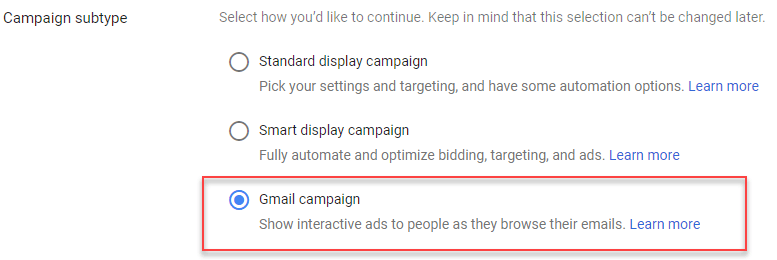 Campaign subtype
Select how you’d like to continue. Keep in mind that this selection can’t be changed later.
Standard display campaign
Pick your settings and targeting, and have some automation options. Learn more
Smart display campaign
Fully automate and optimize bidding, targeting, and ads. Learn more
Gmail campaign
Show interactive ads to people as they browse their emails. Learn more